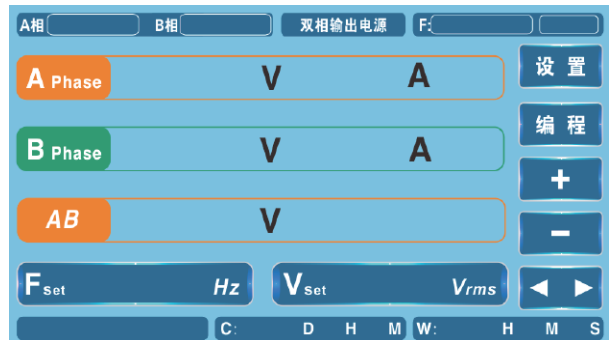 A相 B相 双相输出电源 F:
A Phase V A 设置
B Phase V A 编程
+
AB V −
Fset Hz Vset Vrms ◀ ▶
C: D H M W: H M S